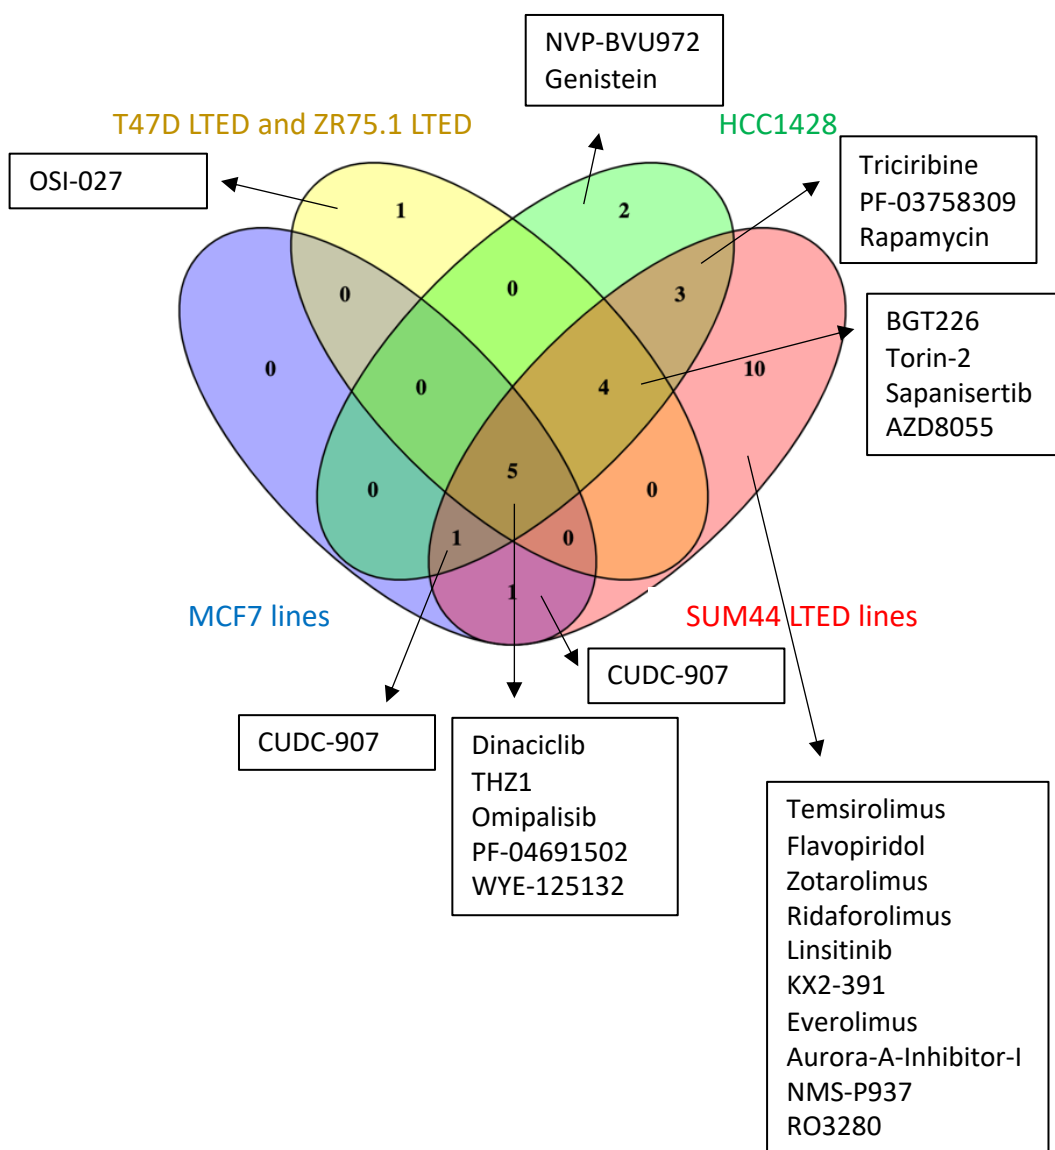 NVP-BVU972
Genistein
T47D LTED and ZR75.1 LTED
HCC1428
OSI-027
Triciribine
PF-03758309
Rapamycin
1
2
0
0
3
BGT226
Torin-2
Sapanisertib
AZD8055
0
0
4
10
5
0
0
1
0
1
MCF7 lines
SUM44 LTED lines
CUDC-907
CUDC-907
Dinaciclib
THZ1
Omipalisib
PF-04691502
WYE-125132
Temsirolimus
Flavopiridol
Zotarolimus
Ridaforolimus
Linsitinib
KX2-391
Everolimus
Aurora-A-Inhibitor-I
NMS-P937
RO3280